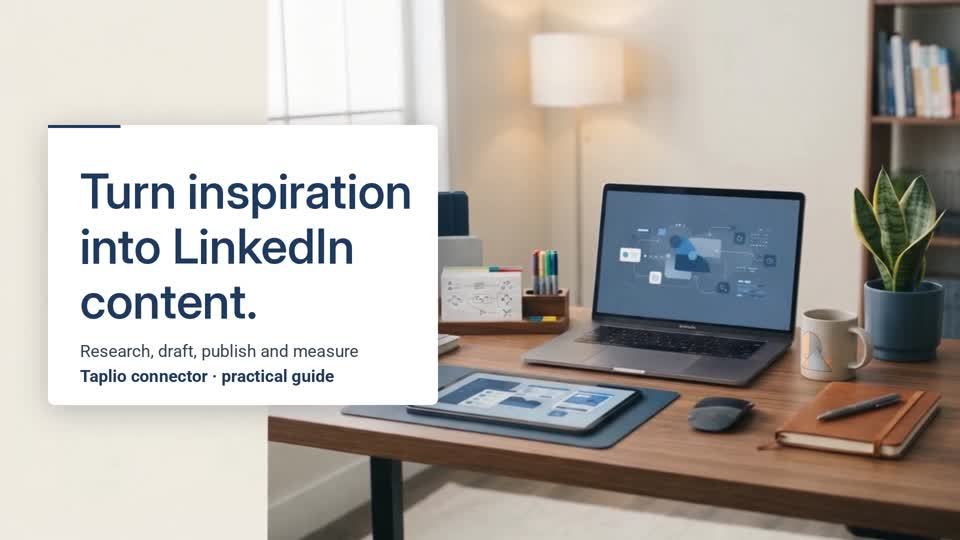 Turn inspiration
into LinkedIn
content.
Research, draft, publish and measure
Taplio connector · practical guide